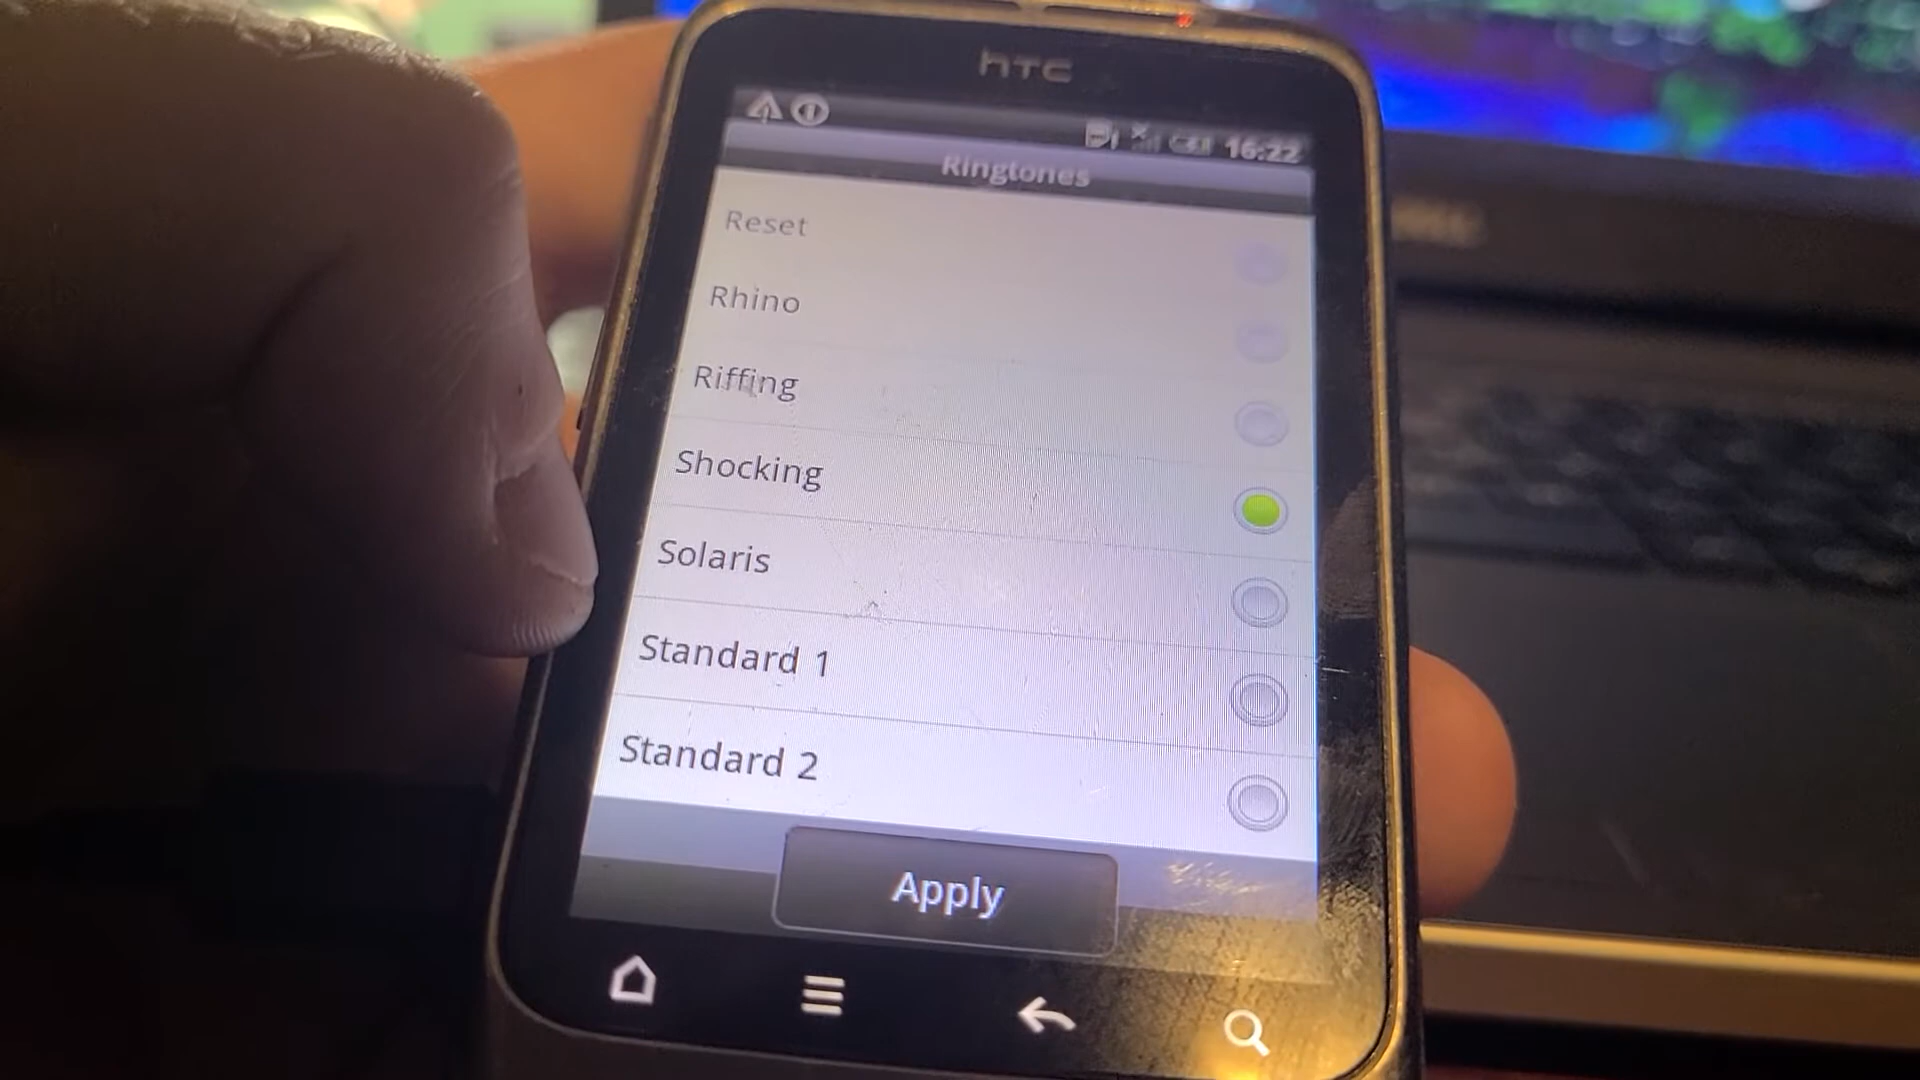 hTC
16:22
Ringtones
Reset
Rhino
Riffing
Shocking
Solaris
Standard 1
Standard 2
Apply